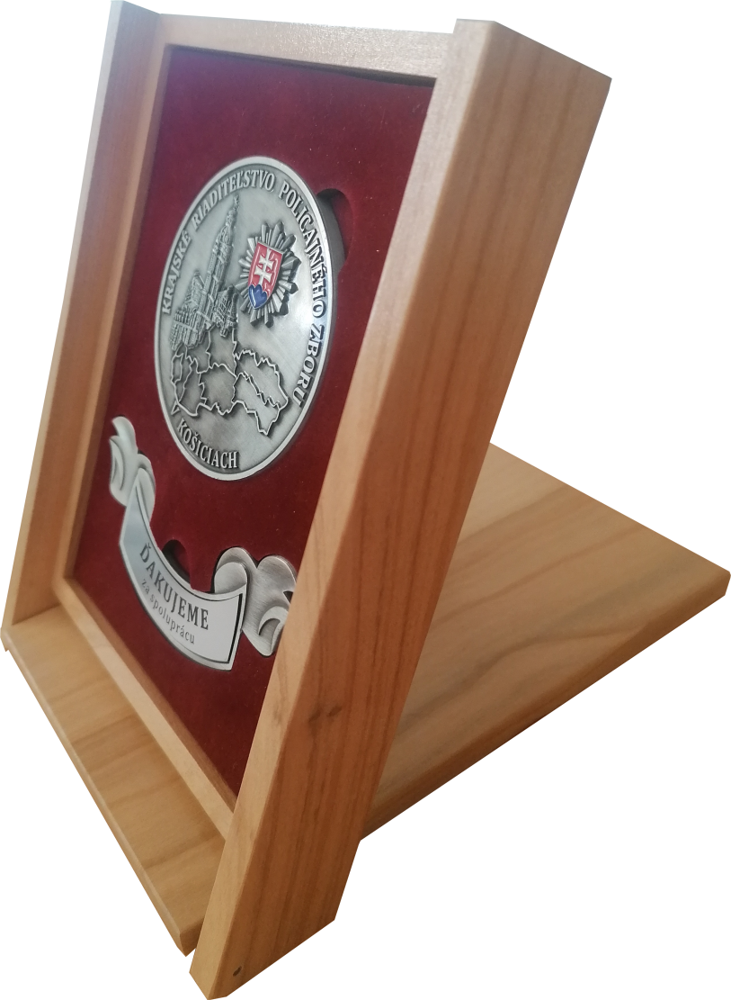 KRAJSKÉ RIADITEĽSTVO POLICAJNÉHO ZBORU
V KOŠICIACH
ĎAKUJEME
za spoluprácu